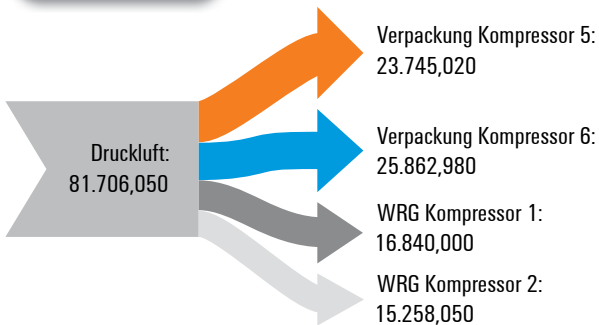 Druckluft:
81.706,050
Verpackung Kompressor 5:
23.745,020
Verpackung Kompressor 6:
25.862,980
WRG Kompressor 1:
16.840,000
WRG Kompressor 2:
15.258,050